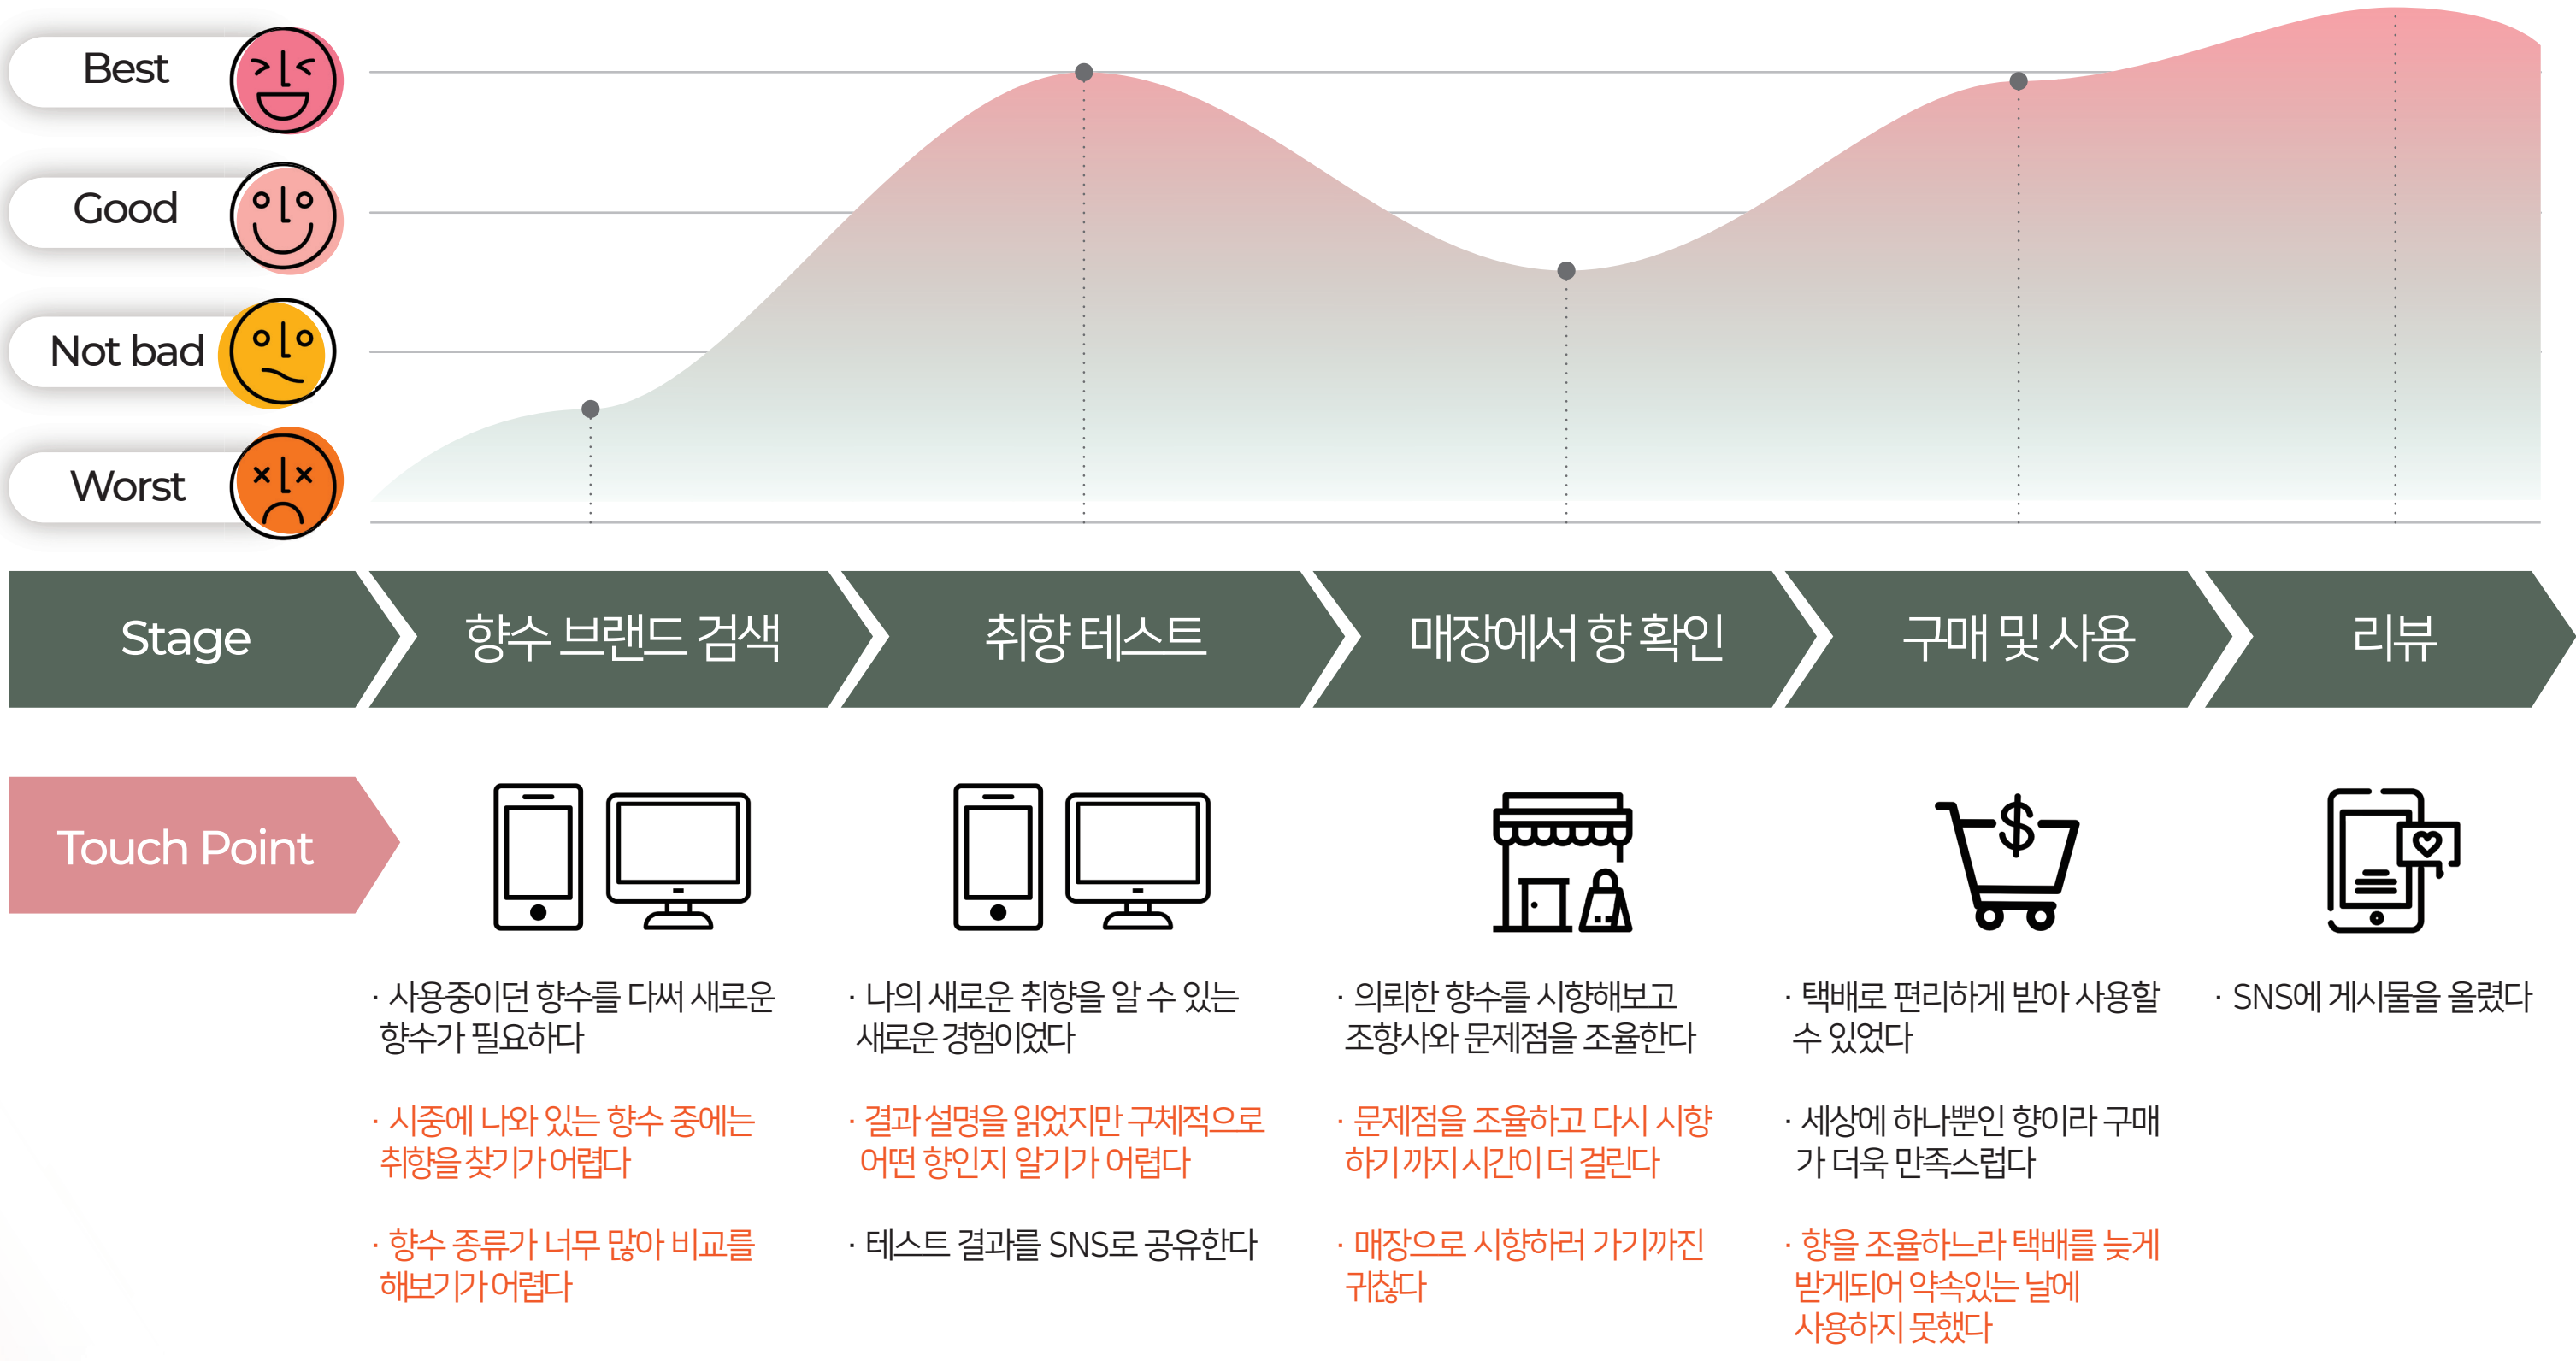 Best
Good
Not bad
Worst
Stage
향수 브랜드 검색
취향 테스트
매장에서 향 확인
구매 및 사용
리뷰
Touch Point
· 사용중이던 향수를 다써 새로운
향수가 필요하다
· 시중에 나와 있는 향수 중에는
취향을 찾기가 어렵다
· 향수 종류가 너무 많아 비교를
해보기가 어렵다
· 나의 새로운 취향을 알 수 있는
새로운 경험이었다
· 결과 설명을 읽었지만 구체적으로
어떤 향인지 알기가 어렵다
· 테스트 결과를 SNS로 공유한다
· 의뢰한 향수를 시향해보고
조향사와 문제점을 조율한다
· 문제점을 조율하고 다시 시향
하기 까지 시간이 더 걸린다
· 매장으로 시향하러 가기까진
귀찮다
· 택배로 편리하게 받아 사용할
수 있었다
· 세상에 하나뿐인 향이라 구매
가 더욱 만족스럽다
· 향을 조율하느라 택배를 늦게
받게되어 약속있는 날에
사용하지 못했다
· SNS에 게시물을 올렸다